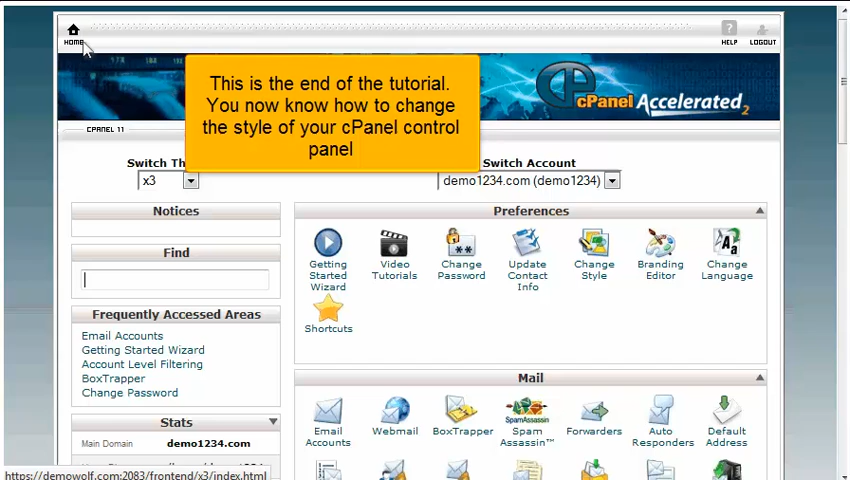 HOME
HELP
LOGOUT
This is the end of the tutorial.
You now know how to change
the style of your cPanel control
panel
cPanel Accelerated2
CPANEL 11
Switch Th
Switch Account
x3
demo1234.com (demo1234)
Notices
Preferences
Find
Getting
Started
Wizard
Video
Tutorials
Change
Password
Update
Contact
Info
Change
Style
Branding
Editor
Change
Language
Shortcuts
Frequently Accessed Areas
Email Accounts
Getting Started Wizard
Account Level Filtering
BoxTrapper
Change Password
Mail
Email
Accounts
Webmail
BoxTrapper
SpamAssassin
Spam
Assassin™
Forwarders
Auto
Responders
Default
Address
Stats
Main Domain
demo1234.com
https://demowolf.com:2083/frontend/x3/index.html